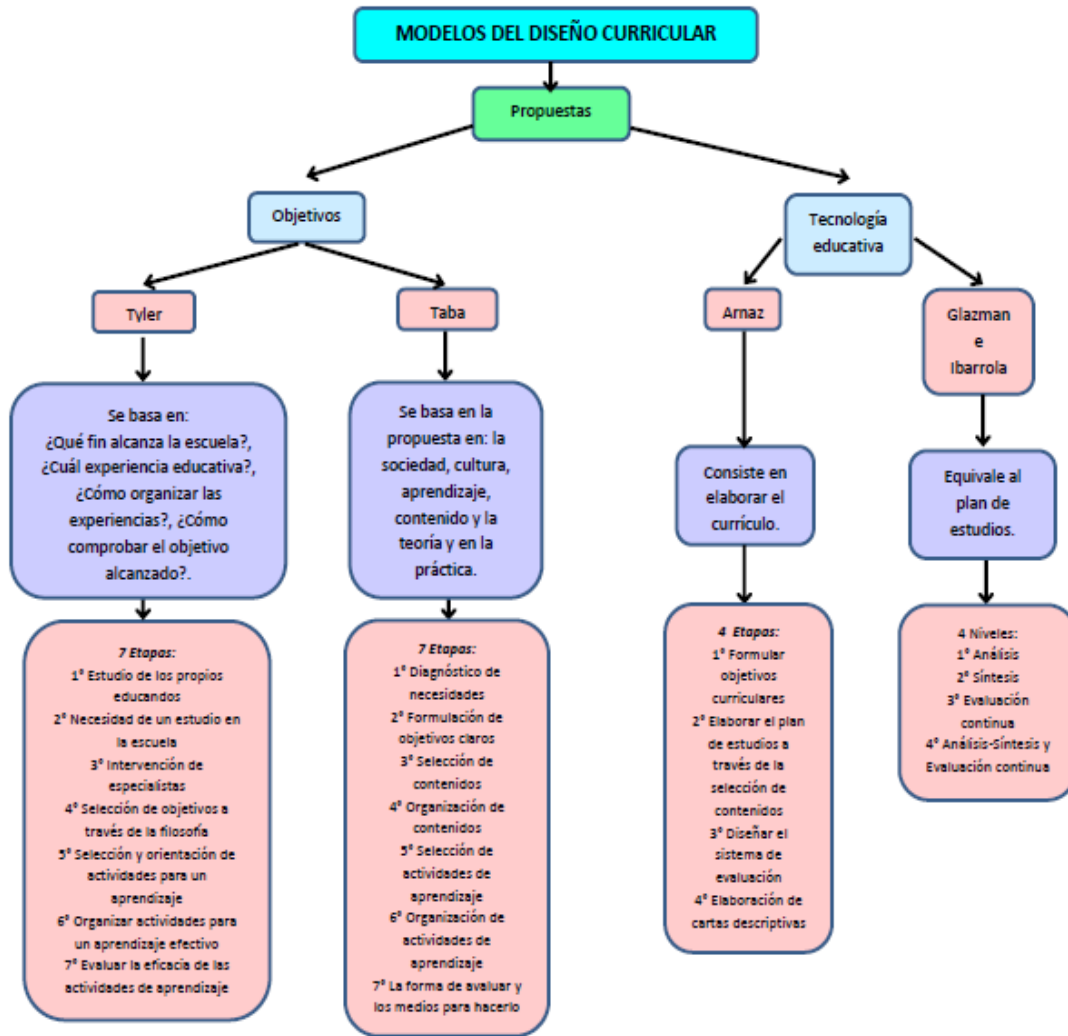 MODELOS DEL DISEÑO CURRICULAR
Propuestas
Objetivos
Tecnología
educativa
Tyler
Taba
Arnaz
Glazman
e
Ibarrola
Se basa en:
¿Qué fin alcanza la escuela?,
¿Cuál experiencia educativa?,
¿Cómo organizar las
experiencias?, ¿Cómo
comprobar el objetivo
alcanzado?.
Se basa en la
propuesta en: la
sociedad, cultura,
aprendizaje,
contenido y la
teoría y en la
práctica.
Consiste en
elaborar el
currículo.
Equivale al
plan de
estudios.
7 Etapas:
1° Estudio de los propios
educandos
2° Necesidad de un estudio en
la escuela
3° Intervención de
especialistas
4° Selección de objetivos a
través de la filosofía
5° Selección y orientación de
actividades para un
aprendizaje
6° Organizar actividades para
un aprendizaje efectivo
7° Evaluar la eficacia de las
actividades de aprendizaje
7 Etapas:
1° Diagnóstico de
necesidades
2° Formulación de
objetivos claros
3° Selección de
contenidos
4° Organización de
contenidos
5° Selección de
actividades de
aprendizaje
6° Organización de
actividades de
aprendizaje
7° La forma de evaluar y
los medios para hacerlo
4 Etapas:
1° Formular
objetivos
curriculares
2° Elaborar el plan
de estudios a
través de la
selección de
contenidos
3° Diseñar el
sistema de
evaluación
4° Elaboración de
cartas descriptivas
4 Niveles:
1° Análisis
2° Síntesis
3° Evaluación
continua
4° Análisis-Síntesis y
Evaluación continua